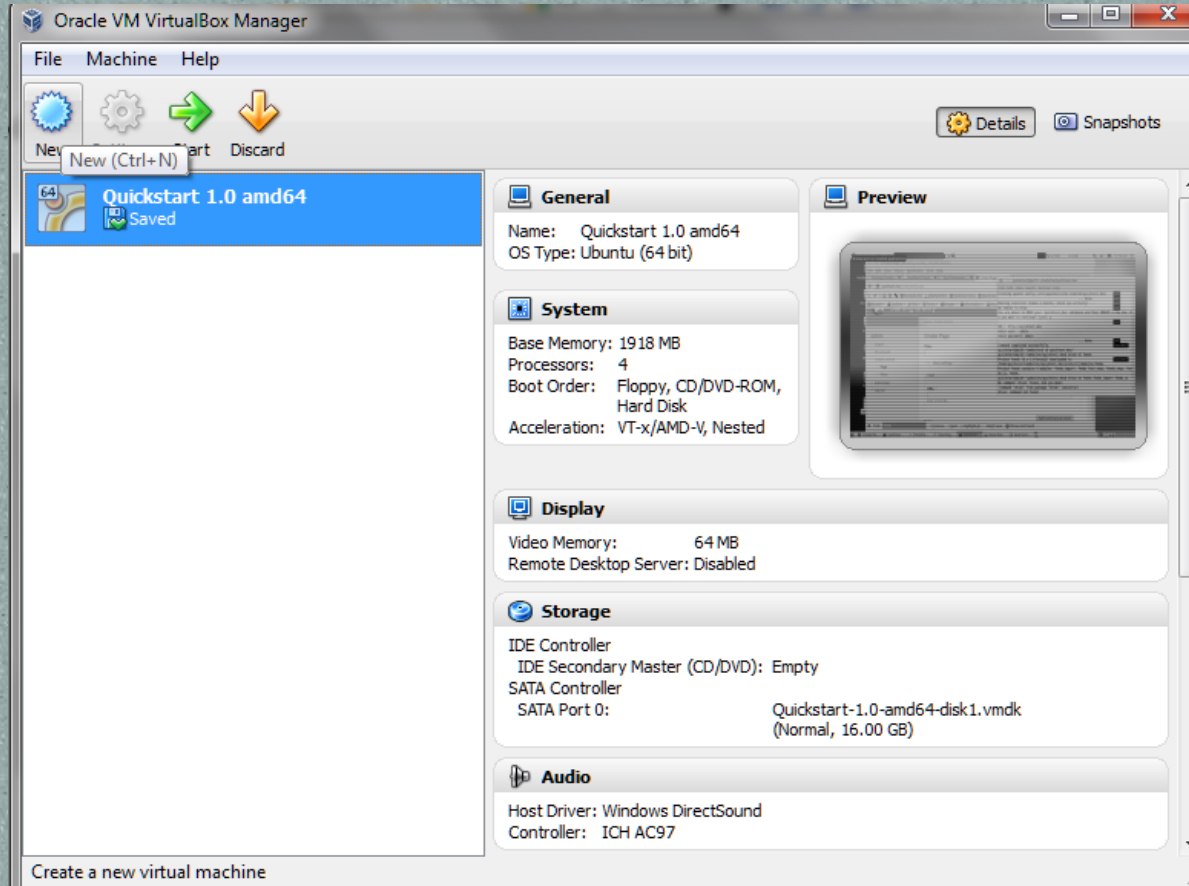 Oracle VM VirtualBox Manager
File Machine Help
New Start Discard
New (Ctrl+N)
Details Snapshots
64
Quickstart 1.0 amd64
Saved
General
Name: Quickstart 1.0 amd64
OS Type: Ubuntu (64 bit)
System
Base Memory: 1918 MB
Processors: 4
Boot Order: Floppy, CD/DVD-ROM,
Hard Disk
Acceleration: VT-x/AMD-V, Nested
Preview
Display
Video Memory: 64 MB
Remote Desktop Server: Disabled
Storage
IDE Controller
IDE Secondary Master (CD/DVD): Empty
SATA Controller
SATA Port 0: Quickstart-1.0-amd64-disk1.vmdk
(Normal, 16.00 GB)
Audio
Host Driver: Windows DirectSound
Controller: ICH AC97
Create a new virtual machine